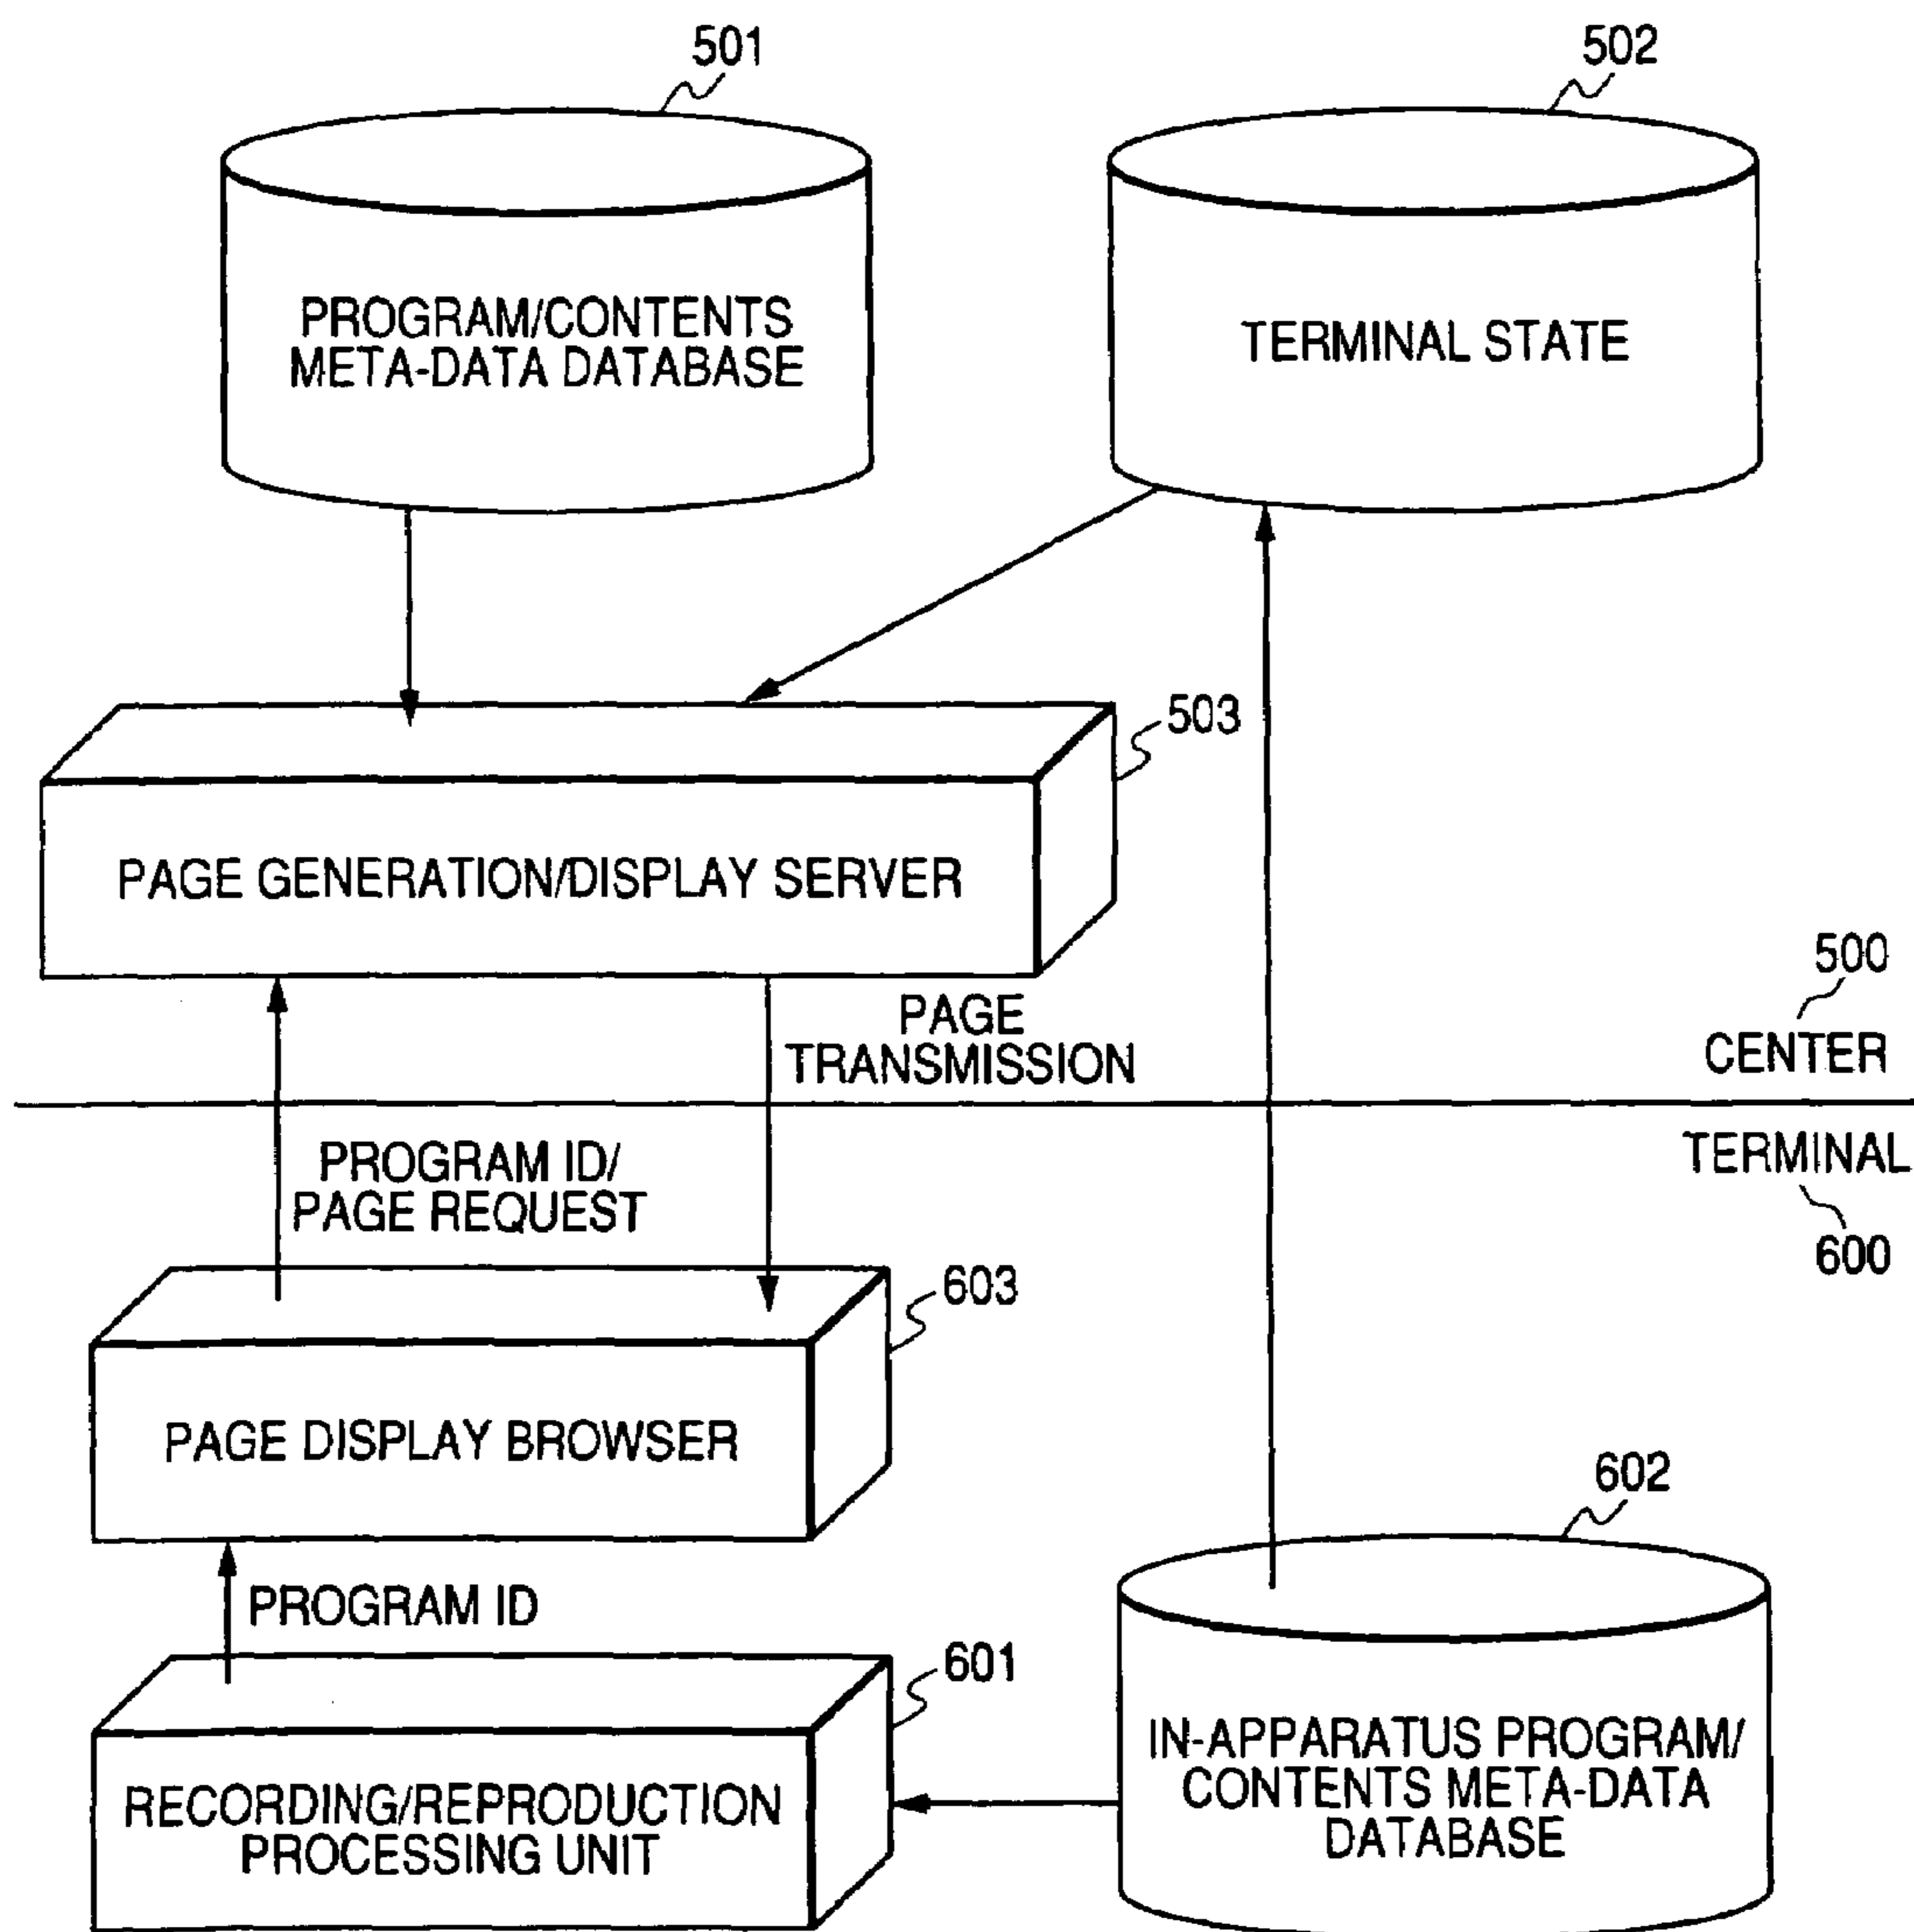 501
502
PROGRAM/CONTENTS
META-DATA DATABASE
TERMINAL STATE
503
PAGE GENERATION/DISPLAY SERVER
500
PAGE
TRANSMISSION
CENTER
PROGRAM ID/
PAGE REQUEST
TERMINAL
600
603
PAGE DISPLAY BROWSER
602
PROGRAM ID
601
RECORDING/REPRODUCTION
PROCESSING UNIT
IN-APPARATUS PROGRAM/
CONTENTS META-DATA
DATABASE